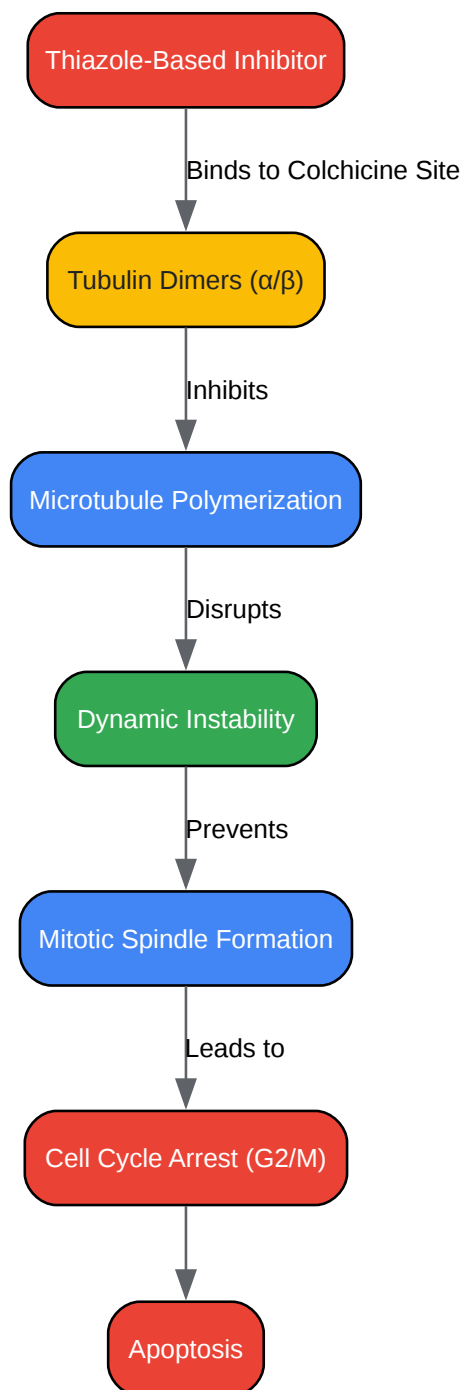 Thiazole-Based Inhibitor
Binds to Colchicine Site
Tubulin Dimers (α/β)
Inhibits
Microtubule Polymerization
Disrupts
Dynamic Instability
Prevents
Mitotic Spindle Formation
Leads to
Cell Cycle Arrest (G2/M)
Apoptosis